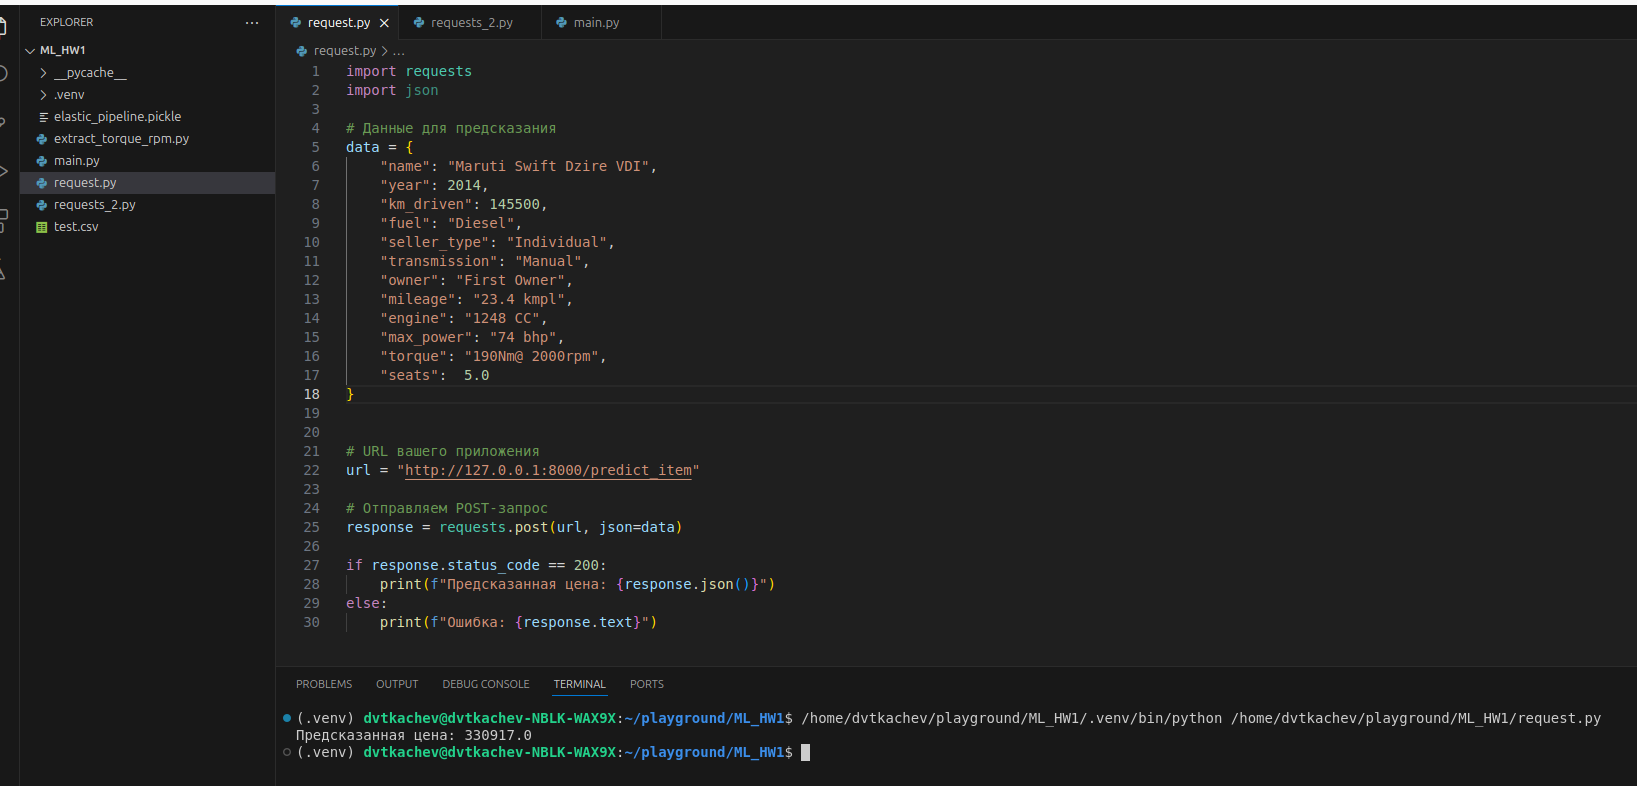 EXPLORER ...
ML_HW1
__pycache__
.venv
elastic_pipeline.pickle
extract_torque_rpm.py
main.py
request.py
requests_2.py
test.csv
request.py requests_2.py main.py
request.py > ...
1 import requests
2 import json
3
4 # Данные для предсказания
5 data = {
6     "name": "Maruti Swift Dzire VDI",
7     "year": 2014,
8     "km_driven": 145500,
9     "fuel": "Diesel",
10     "seller_type": "Individual",
11     "transmission": "Manual",
12     "owner": "First Owner",
13     "mileage": "23.4 kmpl",
14     "engine": "1248 CC",
15     "max_power": "74 bhp",
16     "torque": "190Nm@ 2000rpm",
17     "seats":  5.0
18 }
19
20
21 # URL вашего приложения
22 url = "http://127.0.0.1:8000/predict_item"
23
24 # Отправляем POST-запрос
25 response = requests.post(url, json=data)
26
27 if response.status_code == 200:
28     print(f"Предсказанная цена: {response.json()}")
29 else:
30     print(f"Ошибка: {response.text}")
PROBLEMS OUTPUT DEBUG CONSOLE TERMINAL PORTS
(.venv) dvtkachev@dvtkachev-NBLK-WAX9X:~/playground/ML_HW1$ /home/dvtkachev/playground/ML_HW1/.venv/bin/python /home/dvtkachev/playground/ML_HW1/request.py
Предсказанная цена: 330917.0
(.venv) dvtkachev@dvtkachev-NBLK-WAX9X:~/playground/ML_HW1$